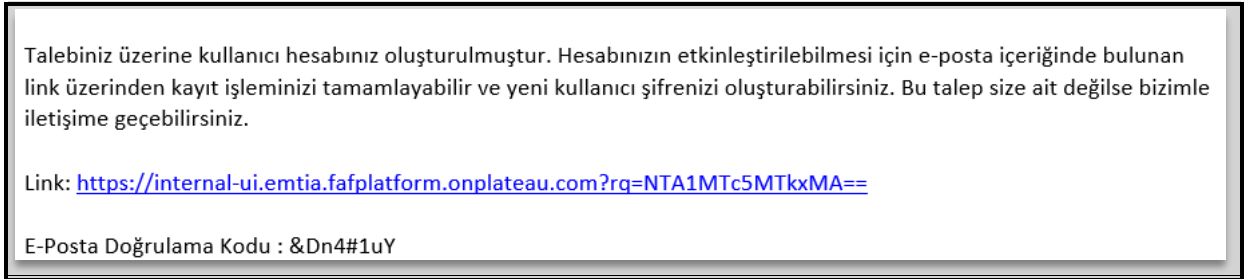 Talebiniz üzerine kullanıcı hesabınız oluşturulmuştur. Hesabınızın etkinleştirilebilmesi için e-posta içeriğinde bulunan
link üzerinden kayıt işleminizi tamamlayabilir ve yeni kullanıcı şifrenizi oluşturabilirsiniz. Bu talep size ait değilse bizimle
iletişime geçebilirsiniz.
Link: https://internal-ui.emtia.fafplatform.onplateau.com?rq=NTA1MTc5MTkxMA==
E-Posta Doğrulama Kodu : &Dn4#1uY